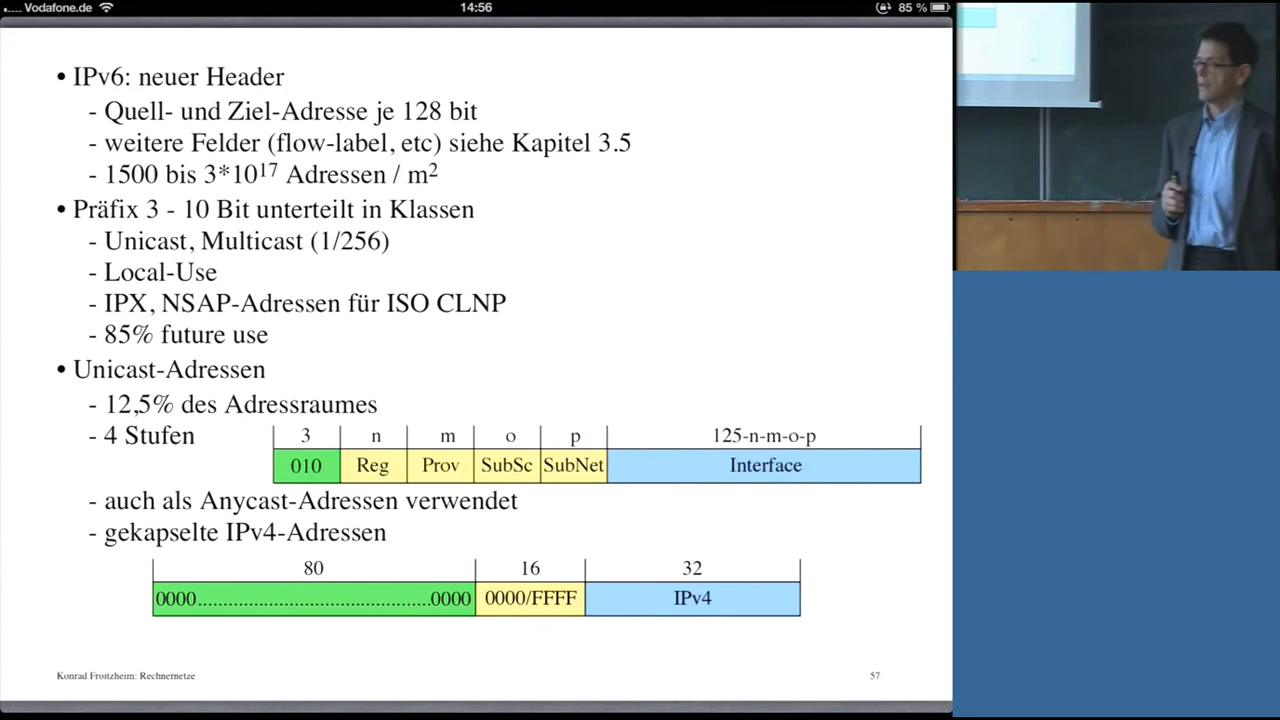 Vodafone.de 14:56 85 %
• IPv6: neuer Header
- Quell- und Ziel-Adresse je 128 bit
- weitere Felder (flow-label, etc) siehe Kapitel 3.5
- 1500 bis 3*10¹⁷ Adressen / m²
• Präfix 3 - 10 Bit unterteilt in Klassen
- Unicast, Multicast (1/256)
- Local-Use
- IPX, NSAP-Adressen für ISO CLNP
- 85% future use
• Unicast-Adressen
- 12,5% des Adressraumes
- 4 Stufen
3 n m o p 125-n-m-o-p
010 Reg Prov SubSc SubNet Interface
- auch als Anycast-Adressen verwendet
- gekapselte IPv4-Adressen
80 16 32
0000..........................................0000 0000/FFFF IPv4
Konrad Froitzheim: Rechnernetze 57